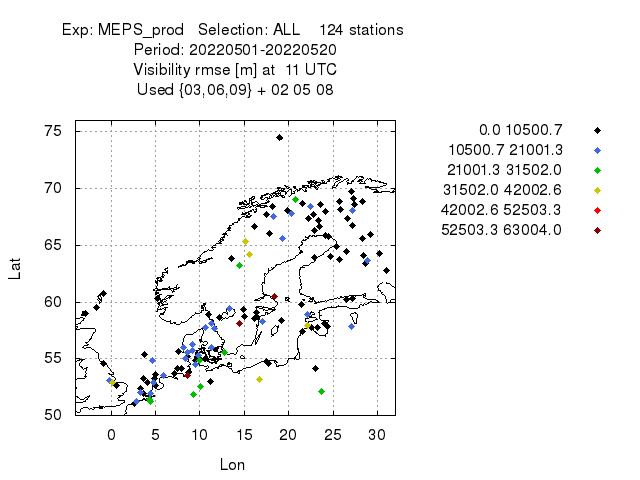 Exp: MEPS_prod   Selection: ALL    124 stations
Period: 20220501-20220520
Visibility rmse [m] at  11 UTC
Used {03,06,09} + 02 05 08
0.0 10500.7
10500.7 21001.3
21001.3 31502.0
31502.0 42002.6
42002.6 52503.3
52503.3 63004.0
75
70
65
60
55
50
Lat
0 5 10 15 20 25 30
Lon